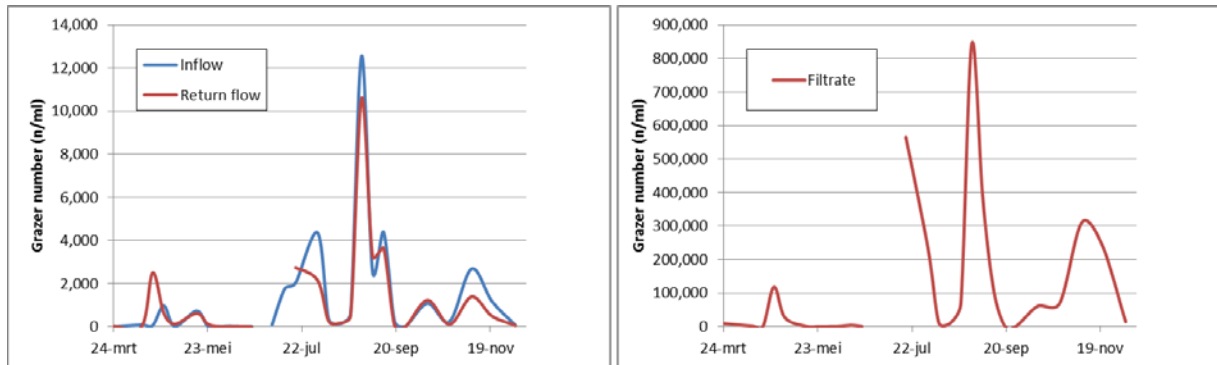 Grazer number (n/ml)
14,000
12,000
10,000
8,000
6,000
4,000
2,000
0
Inflow
Return flow
24-mrt 23-mei 22-jul 20-sep 19-nov
Grazer number (n/ml)
900,000
800,000
700,000
600,000
500,000
400,000
300,000
200,000
100,000
0
Filtrate
24-mrt 23-mei 22-jul 20-sep 19-nov